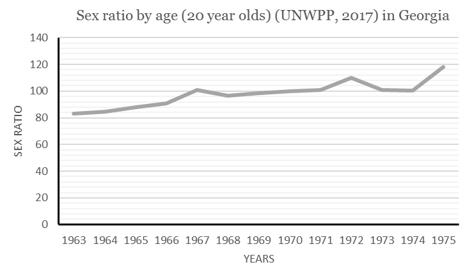 Sex ratio by age (20 year olds) (UNWPP, 2017) in Georgia
140
120
100
80
60
40
20
0
SEX RATIO
1963 1964 1965 1966 1967 1968 1969 1970 1971 1972 1973 1974 1975
YEARS